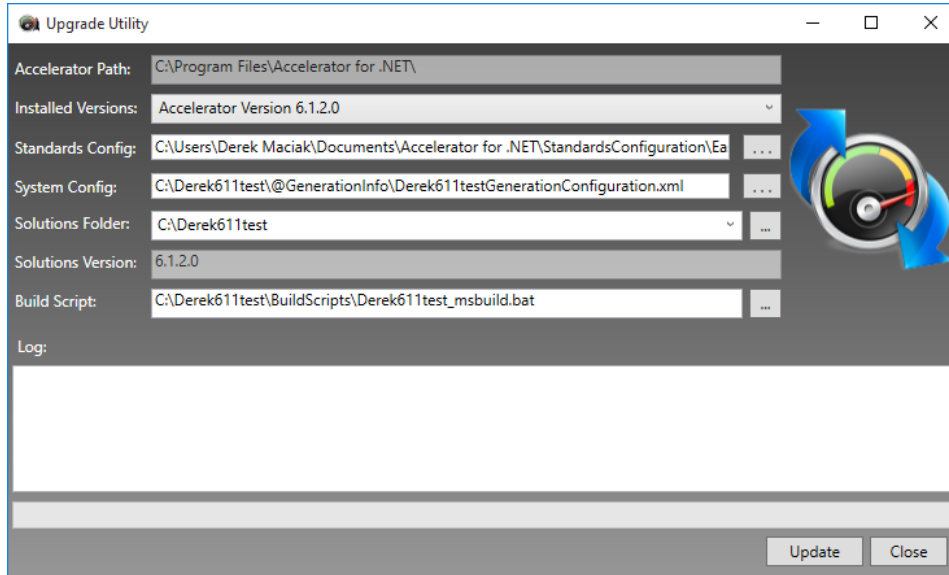 Upgrade Utility
Accelerator Path: C:\Program Files\Accelerator for .NET\
Installed Versions: Accelerator Version 6.1.2.0
Standards Config: C:\Users\Derek Maciak\Documents\Accelerator for .NET\StandardsConfiguration\Ea ...
System Config: C:\Derek611test\@GenerationInfo\Derek611testGenerationConfiguration.xml ...
Solutions Folder: C:\Derek611test ...
Solutions Version: 6.1.2.0
Build Script: C:\Derek611test\BuildScripts\Derek611test_msbuild.bat ...
Log:
Update Close